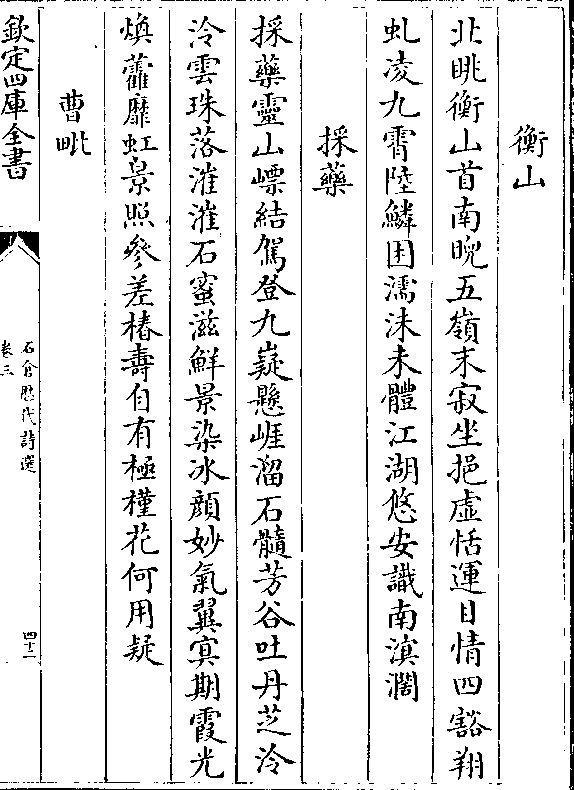 衡山
北眺衡山首南睨五嶺末寂坐挹虛恬運目情四豁翔
虬凌九霄陸鱗困濡沫未體江湖悠安識南溟濶
採藥
採藥靈山嶛結駕登九嶷懸崖溜石髓芳谷吐丹芝泠
泠雲珠落漼漼石蜜滋鮮景染冰顔妙氣翼㝠期霞光
煥藿靡虹景照參差椿壽自有極槿花何用疑
曹毗
欽定四庫全書
石倉歴代詩選
卷三
四十二